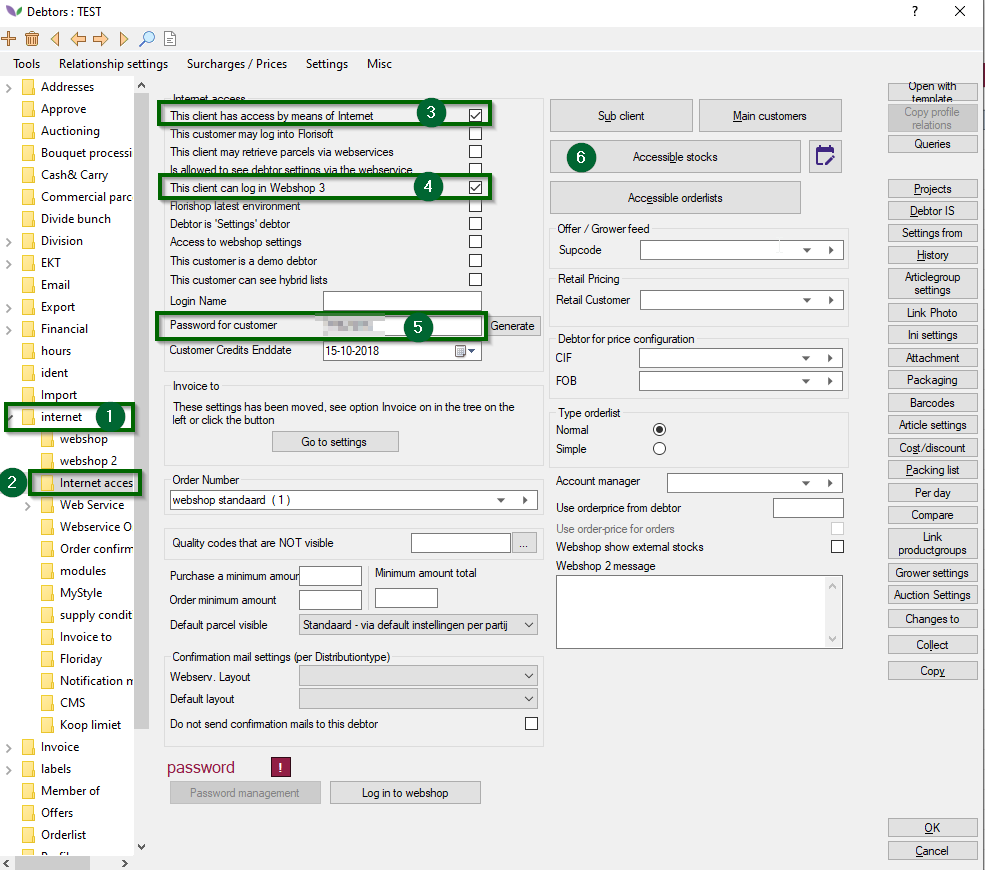 Debtors : TEST
?
Tools Relationship settings Surcharges / Prices Settings Misc
Addresses
Approve
Auctioning
Bouquet processi
Cash& Carry
Commercial parc
Divide bunch
Division
EKT
Email
Export
Financial
hours
ident
Import
internet 1
webshop
webshop 2
2 Internet acces
Web Service
Webservice O
Order confirm
modules
MyStyle
supply condit
Invoice to
Floriday
Notification m
CMS
Koop limiet
Invoice
labels
Member of
Offers
Orderlist
Internet access
This client has access by means of Internet 3
This customer may log into Florisoft
This client may retrieve parcels via webservices
Is allowed to see debtor settings via the webservice
This client can log in Webshop 3 4
Florishop latest environment
Debtor is 'Settings' debtor
Access to webshop settings
This customer is a demo debtor
This customer can see hybrid lists
Login Name
Password for customer 5 Generate
Customer Credits Enddate 15-10-2018
Invoice to
These settings has been moved, see option Invoice on in the tree on the
left or click the button
Go to settings
Order Number
webshop standaard ( 1 )
Quality codes that are NOT visible ...
Purchase a minimum amour Minimum amount total
Order minimum amount
Default parcel visible Standaard - via default instellingen per partij
Confirmation mail settings (per Distributiontype)
Webserv. Layout
Default layout
Do not send confirmation mails to this debtor
password !
Password management Log in to webshop
Sub client Main customers
6 Accessible stocks
Accessible orderlists
Offer / Grower feed
Supcode
Retail Pricing
Retail Customer
Debtor for price configuration
CIF
FOB
Type orderlist
Normal
Simple
Account manager
Use orderprice from debtor
Use order-price for orders
Webshop show external stocks
Webshop 2 message
Open with
template
Copy profile
relations
Queries
Projects
Debtor IS
Settings from
History
Articlegroup
settings
Link Photo
Ini settings
Attachment
Packaging
Barcodes
Article settings
Cost/discount
Packing list
Per day
Compare
Link
productgroups
Grower settings
Auction Settings
Changes to
Collect
Copy
OK
Cancel